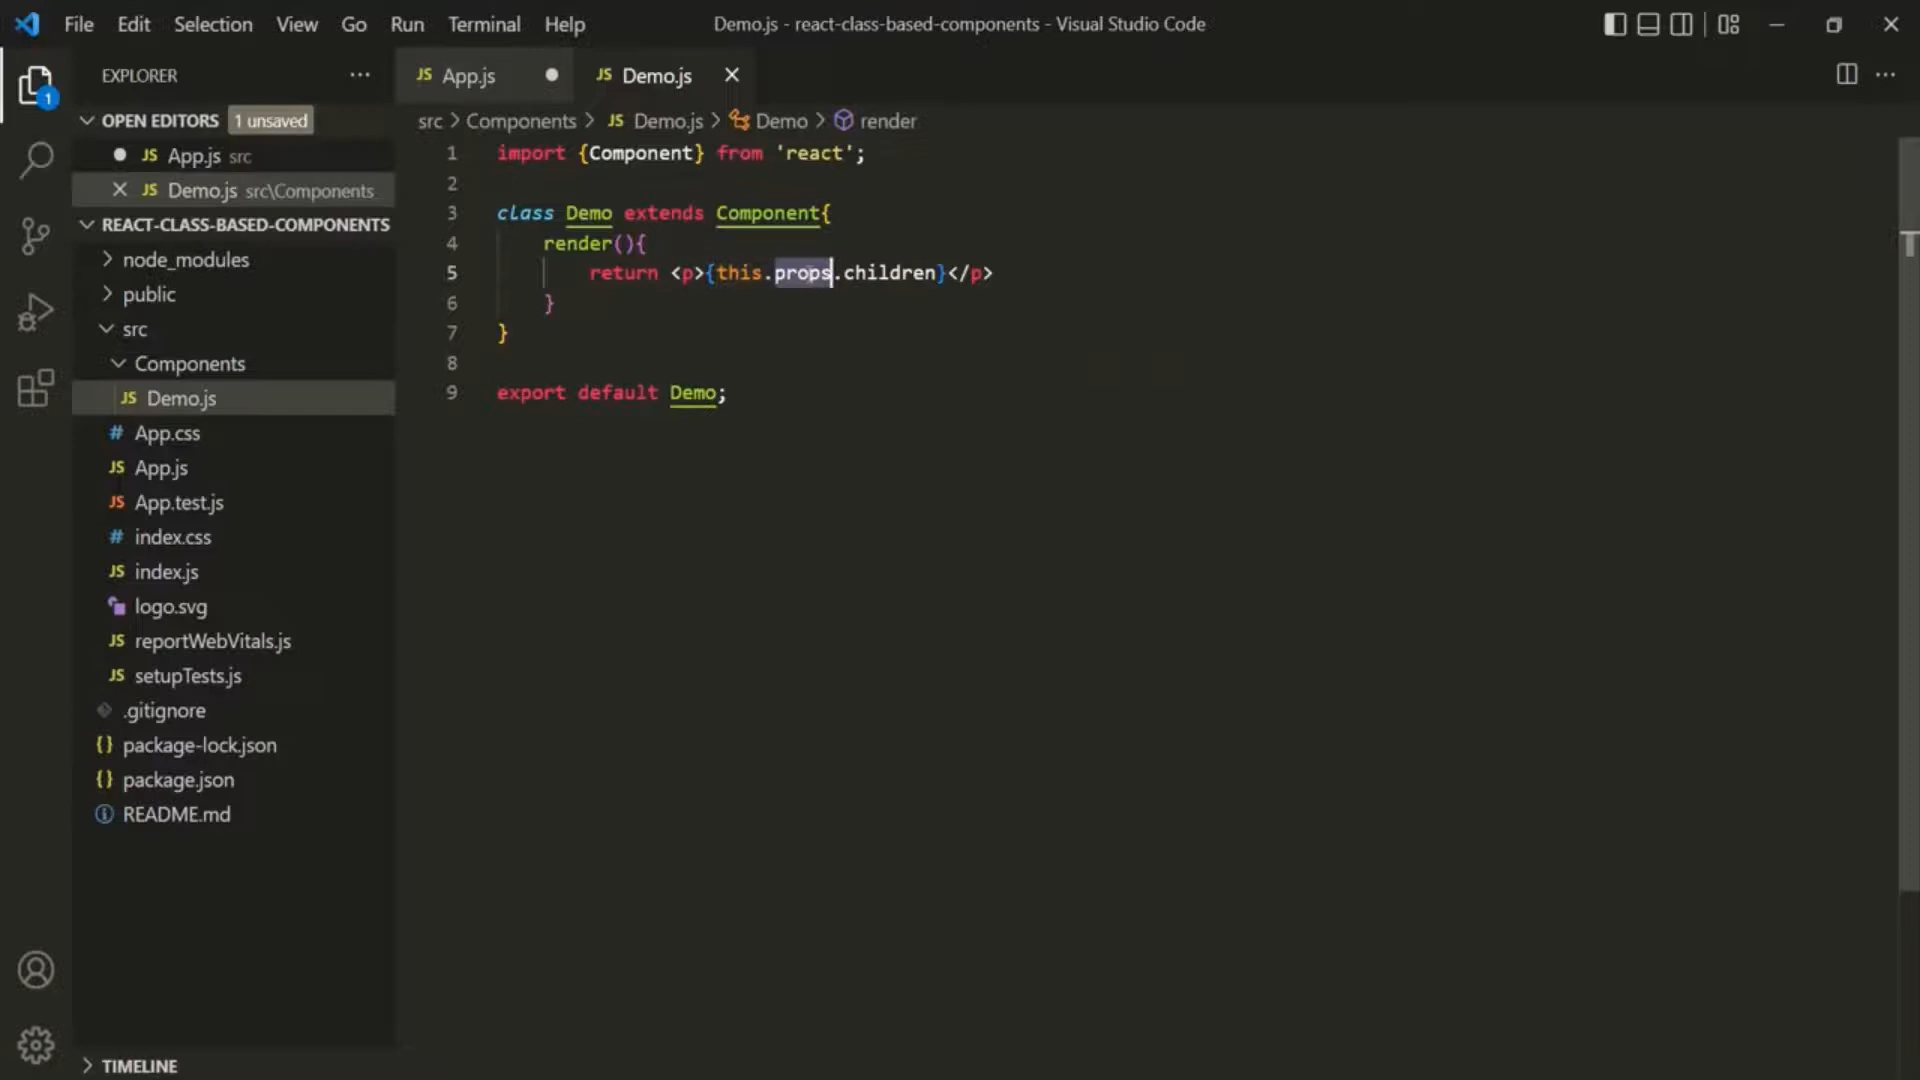 File Edit Selection View Go Run Terminal Help
Demo.js - react-class-based-components - Visual Studio Code
EXPLORER
JS App.js
JS Demo.js
1
OPEN EDITORS 1 unsaved
JS App.js src
JS Demo.js src\Components
REACT-CLASS-BASED-COMPONENTS
node_modules
public
src
Components
JS Demo.js
# App.css
JS App.js
JS App.test.js
# index.css
JS index.js
logo.svg
JS reportWebVitals.js
JS setupTests.js
.gitignore
{} package-lock.json
{} package.json
README.md
TIMELINE
src > Components > JS Demo.js > Demo > render
1 import {Component} from 'react';
2
3 class Demo extends Component{
4 render(){
5 return <p>{this.props.children}</p>
6 }
7 }
8
9 export default Demo;